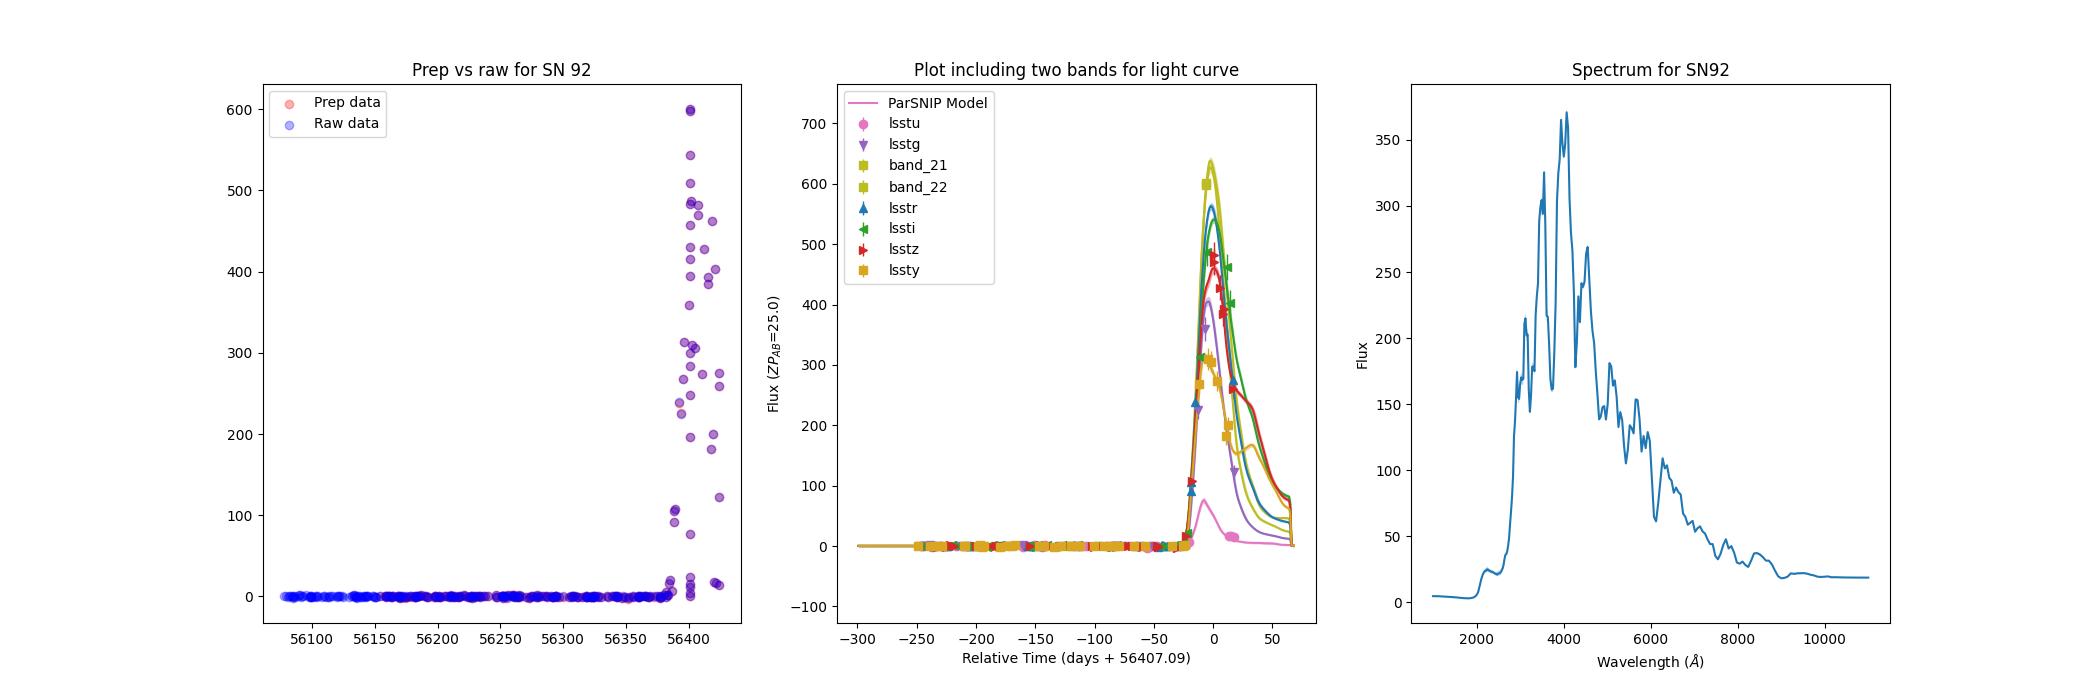 Prep vs raw for SN 92
Prep data
Raw data
600
500
400
300
200
100
0
56100 56150 56200 56250 56300 56350 56400
Plot including two bands for light curve
ParSNIP Model
lsstu
lsstg
band_21
band_22
lsstr
lssti
lsstz
lssty
Flux (ZP_AB=25.0)
700
600
500
400
300
200
100
0
−100
−300 −250 −200 −150 −100 −50 0 50
Relative Time (days + 56407.09)
Spectrum for SN92
Flux
350
300
250
200
150
100
50
0
2000 4000 6000 8000 10000
Wavelength (Å)